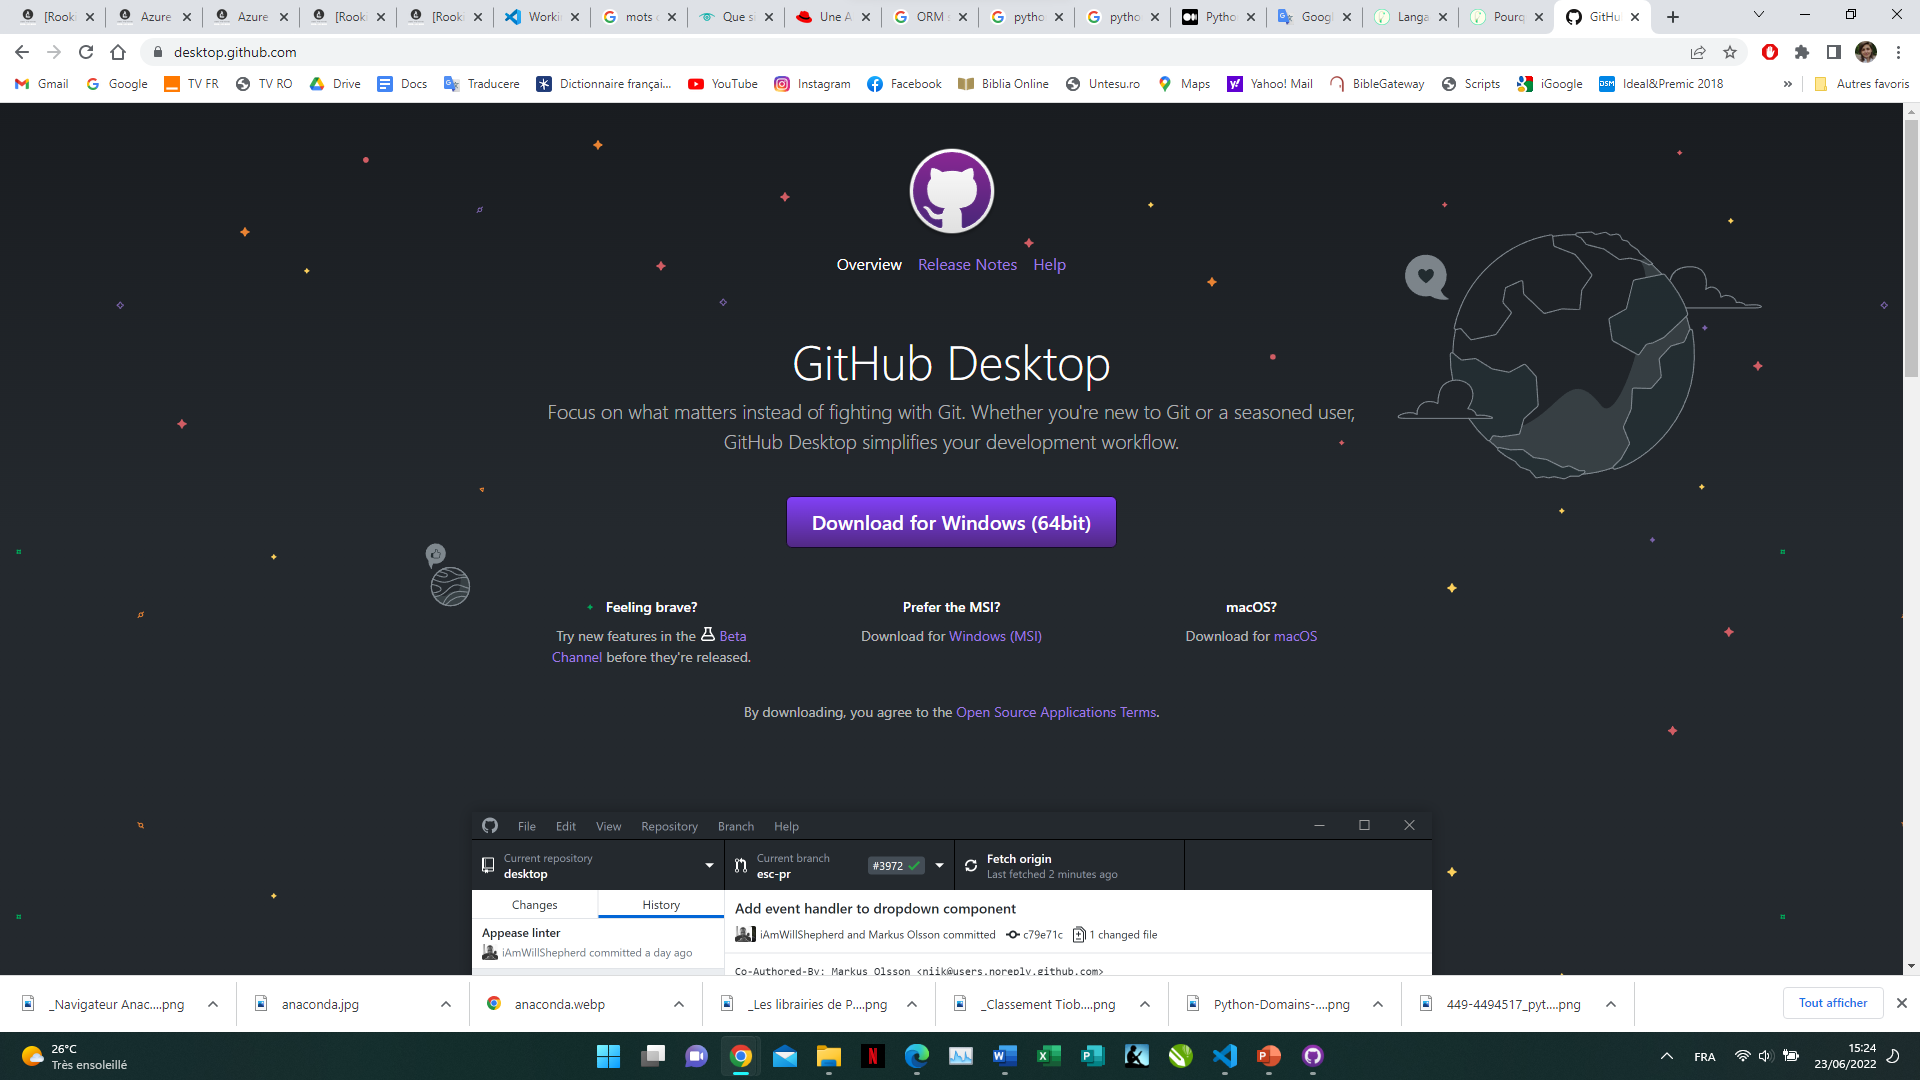 [Rooki
Azure
Azure
[Rooki
[Rooki
Workin
mots c
Que si
Une A
ORM
pytho
pytho
Pytho
Googl
Langa
Pourq
GitHu
desktop.github.com
Gmail
Google
TV FR
TV RO
Drive
Docs
Traducere
Dictionnaire françai...
YouTube
Instagram
Facebook
Biblia Online
Untesu.ro
Maps
Yahoo! Mail
BibleGateway
Scripts
iGoogle
Ideal&Premic 2018
»
Autres favoris
Overview
Release Notes
Help
GitHub Desktop
Focus on what matters instead of fighting with Git. Whether you're new to Git or a seasoned user,
GitHub Desktop simplifies your development workflow.
Download for Windows (64bit)
Feeling brave?
Try new features in the Beta
Channel before they're released.
Prefer the MSI?
Download for Windows (MSI)
macOS?
Download for macOS
By downloading, you agree to the Open Source Applications Terms.
File
Edit
View
Repository
Branch
Help
Current repository
desktop
Current branch
esc-pr
#3972
Fetch origin
Last fetched 2 minutes ago
Changes
History
Add event handler to dropdown component
iAmWillShepherd and Markus Olsson committed
c79e71c
1 changed file
Appease linter
iAmWillShepherd committed a day ago
Co-Authored-By: Markus Olsson <niik@users.noreply.github.com>
_Navigateur Anac....png
anaconda.jpg
anaconda.webp
_Les librairies de P....png
_Classement Tiob....png
Python-Domains-....png
449-4494517_pyt....png
Tout afficher
26°C
Très ensoleillé
FRA
15:24
23/06/2022